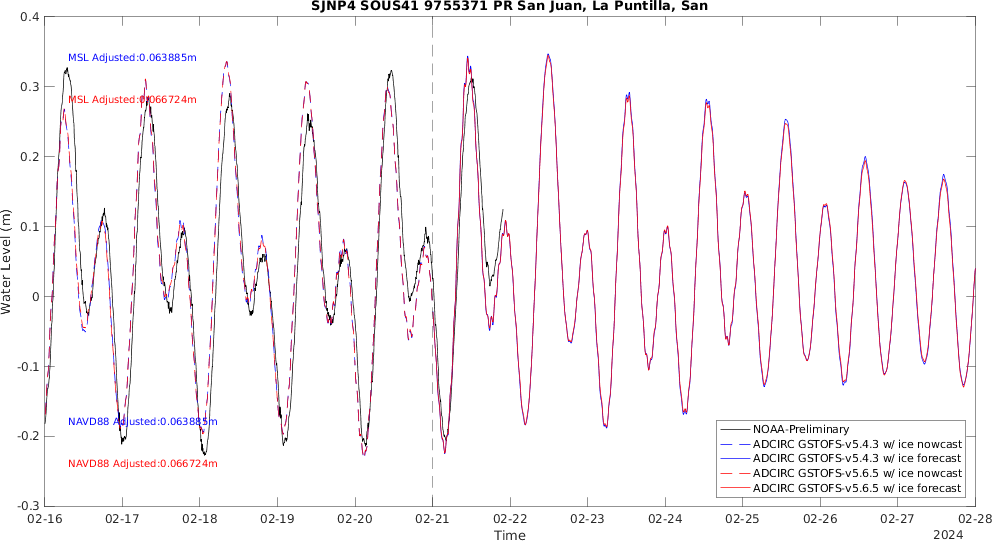 SJNP4 SOUS41 9755371 PR San Juan, La Puntilla, San
0.4
0.3
0.2
0.1
0
-0.1
-0.2
-0.3
Water Level (m)
MSL Adjusted:0.063885m
MSL Adjusted:0.066724m
NAVD88 Adjusted:0.063885m
NAVD88 Adjusted:0.066724m
NOAA-Preliminary
ADCIRC GSTOFS-v5.4.3 w/ ice nowcast
ADCIRC GSTOFS-v5.4.3 w/ ice forecast
ADCIRC GSTOFS-v5.6.5 w/ ice nowcast
ADCIRC GSTOFS-v5.6.5 w/ ice forecast
02-16 02-17 02-18 02-19 02-20 02-21 02-22 02-23 02-24 02-25 02-26 02-27 02-28
Time
2024